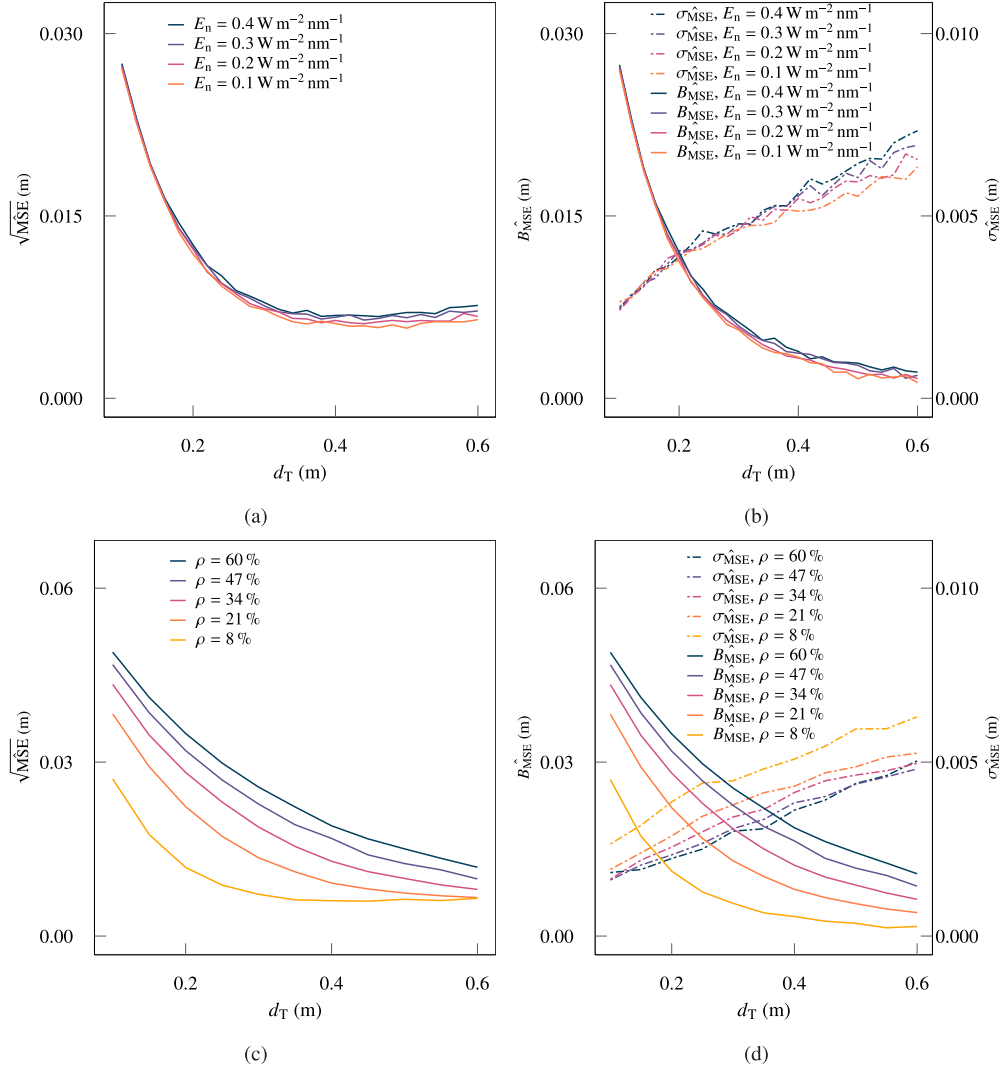 0.030
0.015
0.000
√MŜE (m)
E_n = 0.4 W m⁻² nm⁻¹
E_n = 0.3 W m⁻² nm⁻¹
E_n = 0.2 W m⁻² nm⁻¹
E_n = 0.1 W m⁻² nm⁻¹
0.2
0.4
0.6
d_T (m)
(a)
0.030
0.015
0.000
B_MŜE (m)
σ_MŜE, E_n = 0.4 W m⁻² nm⁻¹
σ_MŜE, E_n = 0.3 W m⁻² nm⁻¹
σ_MŜE, E_n = 0.2 W m⁻² nm⁻¹
σ_MŜE, E_n = 0.1 W m⁻² nm⁻¹
B_MŜE, E_n = 0.4 W m⁻² nm⁻¹
B_MŜE, E_n = 0.3 W m⁻² nm⁻¹
B_MŜE, E_n = 0.2 W m⁻² nm⁻¹
B_MŜE, E_n = 0.1 W m⁻² nm⁻¹
0.010
0.005
0.000
σ_MŜE (m)
0.2
0.4
0.6
d_T (m)
(b)
0.06
0.03
0.00
√MŜE (m)
ρ = 60 %
ρ = 47 %
ρ = 34 %
ρ = 21 %
ρ = 8 %
0.2
0.4
0.6
d_T (m)
(c)
0.06
0.03
0.00
B_MŜE (m)
σ_MŜE, ρ = 60 %
σ_MŜE, ρ = 47 %
σ_MŜE, ρ = 34 %
σ_MŜE, ρ = 21 %
σ_MŜE, ρ = 8 %
B_MŜE, ρ = 60 %
B_MŜE, ρ = 47 %
B_MŜE, ρ = 34 %
B_MŜE, ρ = 21 %
B_MŜE, ρ = 8 %
0.010
0.005
0.000
σ_MŜE (m)
0.2
0.4
0.6
d_T (m)
(d)